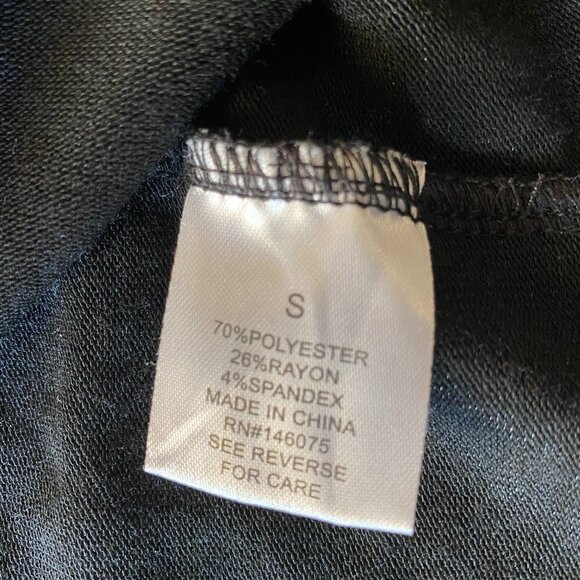 S
70%POLYESTER
26%RAYON
4%SPANDEX
MADE IN CHINA
RN#146075
SEE REVERSE
FOR CARE